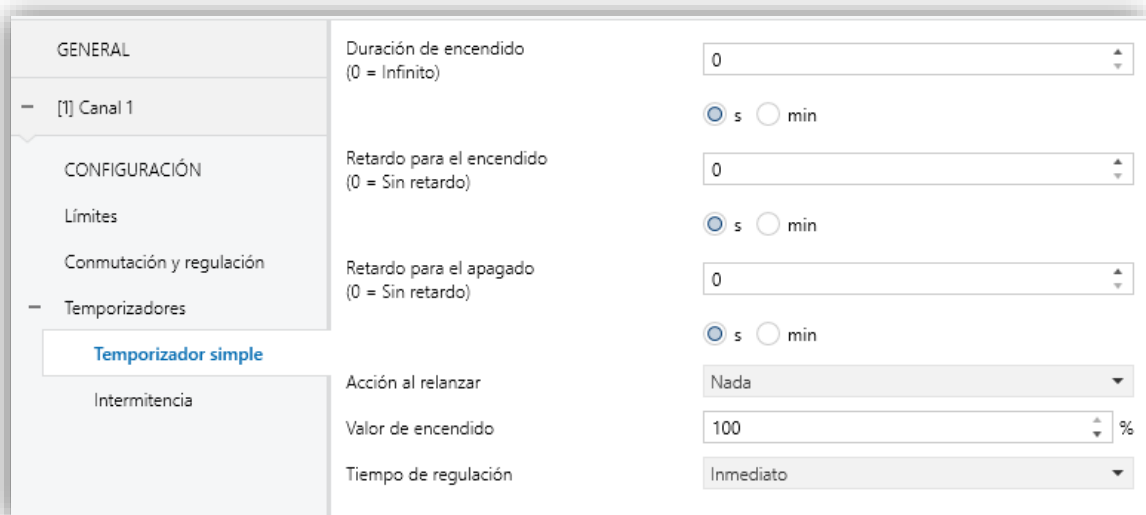 GENERAL
[1] Canal 1
CONFIGURACIÓN
Límites
Conmutación y regulación
Temporizadores
Temporizador simple
Intermitencia
Duración de encendido
(0 = Infinito)
0
s min
Retardo para el encendido
(0 = Sin retardo)
0
s min
Retardo para el apagado
(0 = Sin retardo)
0
s min
Acción al relanzar
Nada
Valor de encendido
100 %
Tiempo de regulación
Inmediato